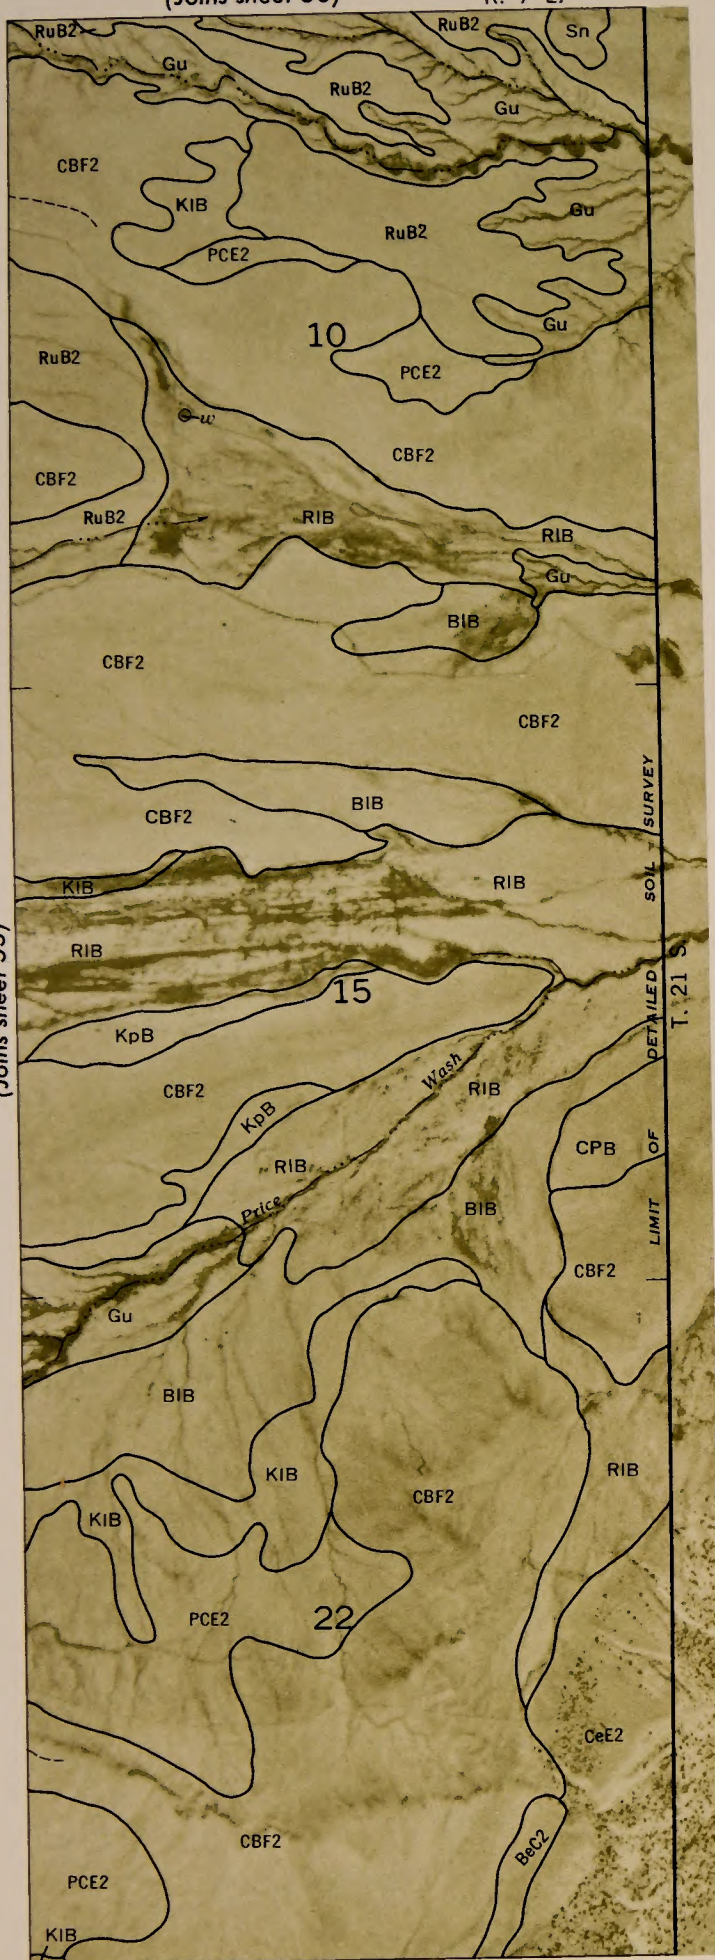 RuB2
RuB2
Sn
Gu
RuB2
Gu
CBF2
KIB
Gu
RuB2
PCE2
10
Gu
RuB2
PCE2
w
CBF2
CBF2
RuB2
RIB
RIB
Gu
BIB
CBF2
CBF2
BIB
CBF2
KIB
RIB
RIB
15
KpB
CBF2
Wash
RIB
KpB
RIB
CPB
Price
BIB
CBF2
Gu
LIMIT OF DETAILED SOIL SURVEY
T. 21 S.
BIB
KIB
RIB
CBF2
KIB
PCE2
22
CeE2
CBF2
BeC2
PCE2
KIB